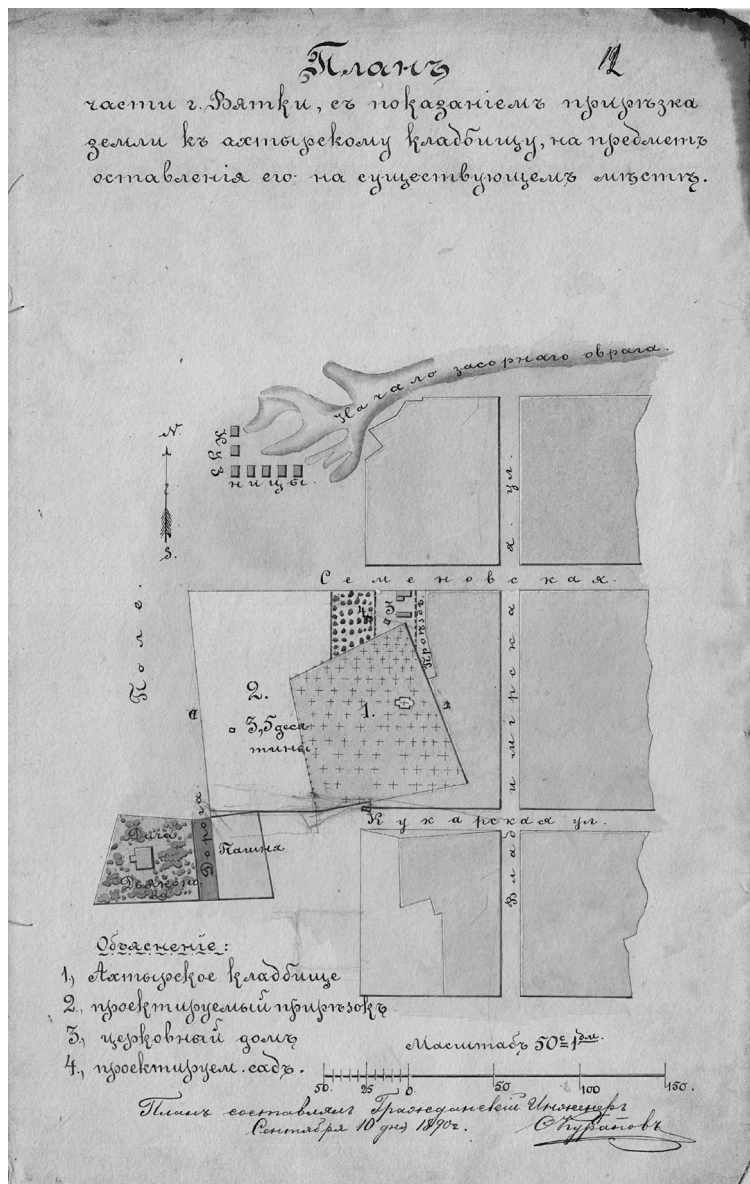 Планъ
12
части г. Вятки, съ показаніемъ прирѣзка
земли къ ахтырскому кладбищу, на предметъ
оставленія его на существующемъ мѣстѣ.
Начало засорнаго оврага.
Кузницы.
N.
S.
Семеновская.
Владимірская ул.
Поле.
4
3
Проѣздъ
2.
3,5 десятины
1.
Кукарская ул.
Дорога.
Дача
Пашня
Объясненіе:
1, Ахтырское кладбище
2, проектируемый прирѣзокъ
3, церковный домъ
4, проектируем. садъ.
Масштабъ 50с=1дм.
50. 25 0. 50. 100 150.
Планъ составлялъ Гражданскій Инженеръ
Сентября 10 дня 1890г.